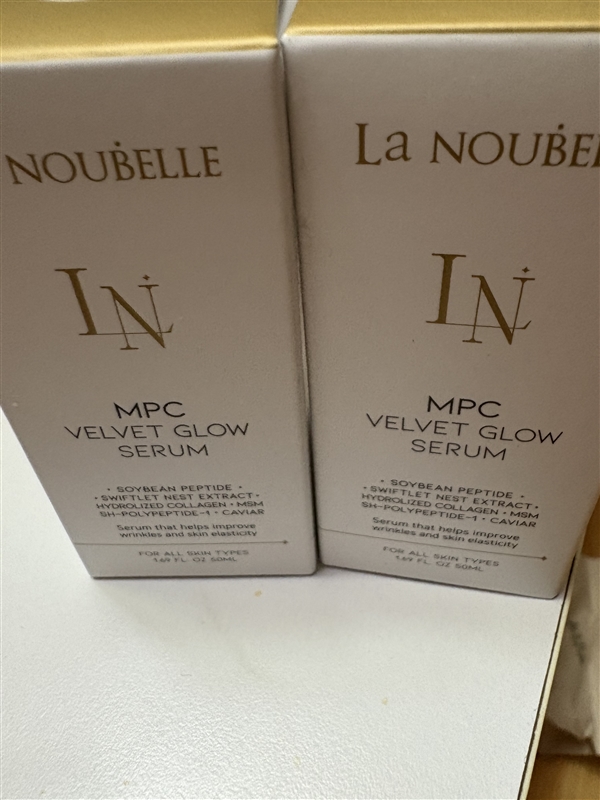 NOUBELLE
LN
MPC
VELVET GLOW
SERUM
· SOYBEAN PEPTIDE ·
· SWIFTLET NEST EXTRACT ·
HYDROLIZED COLLAGEN · MSM
SH-POLYPEPTIDE-1 · CAVIAR
Serum that helps improve
wrinkles and skin elasticity
FOR ALL SKIN TYPES
1.69 FL. OZ 50ML
La NOUBEL
LN
MPC
VELVET GLOW
SERUM
· SOYBEAN PEPTIDE ·
· SWIFTLET NEST EXTRACT ·
HYDROLIZED COLLAGEN · MSM
SH-POLYPEPTIDE-1 · CAVIAR
Serum that helps improve
wrinkles and skin elasticity
FOR ALL SKIN TYPES
1.69 FL. OZ 50ML